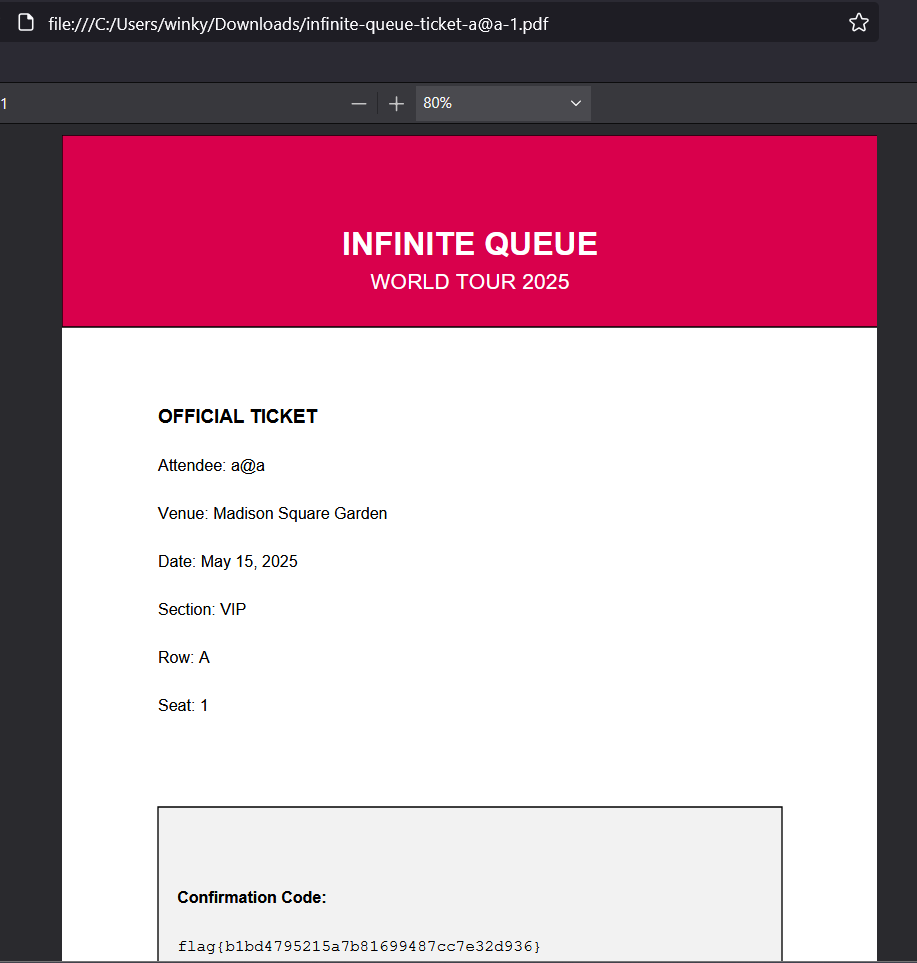 file:///C:/Users/winky/Downloads/infinite-queue-ticket-a@a-1.pdf
1
80%
INFINITE QUEUE
WORLD TOUR 2025
OFFICIAL TICKET
Attendee: a@a
Venue: Madison Square Garden
Date: May 15, 2025
Section: VIP
Row: A
Seat: 1
Confirmation Code:
flag{b1bd4795215a7b81699487cc7e32d936}